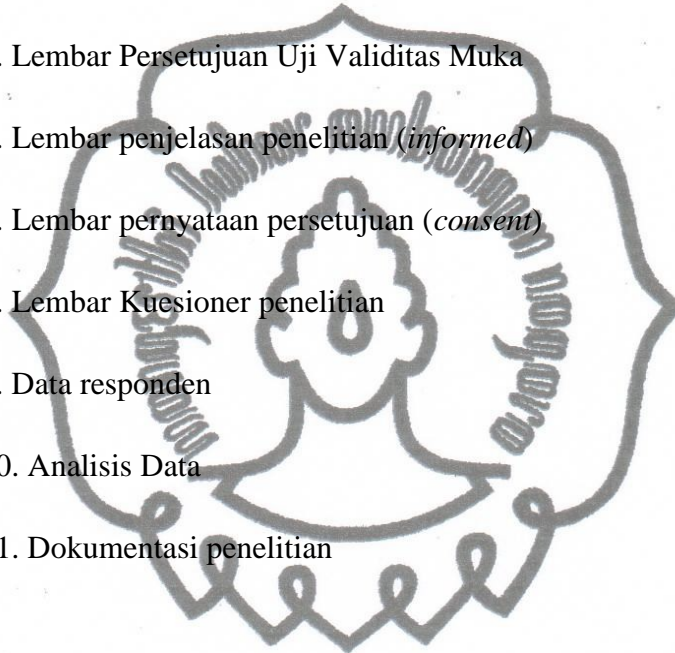 . Lembar Persetujuan Uji Validitas Muka
. Lembar penjelasan penelitian (informed)
. Lembar pernyataan persetujuan (consent)
. Lembar Kuesioner penelitian
. Data responden
0. Analisis Data
1. Dokumentasi penelitian